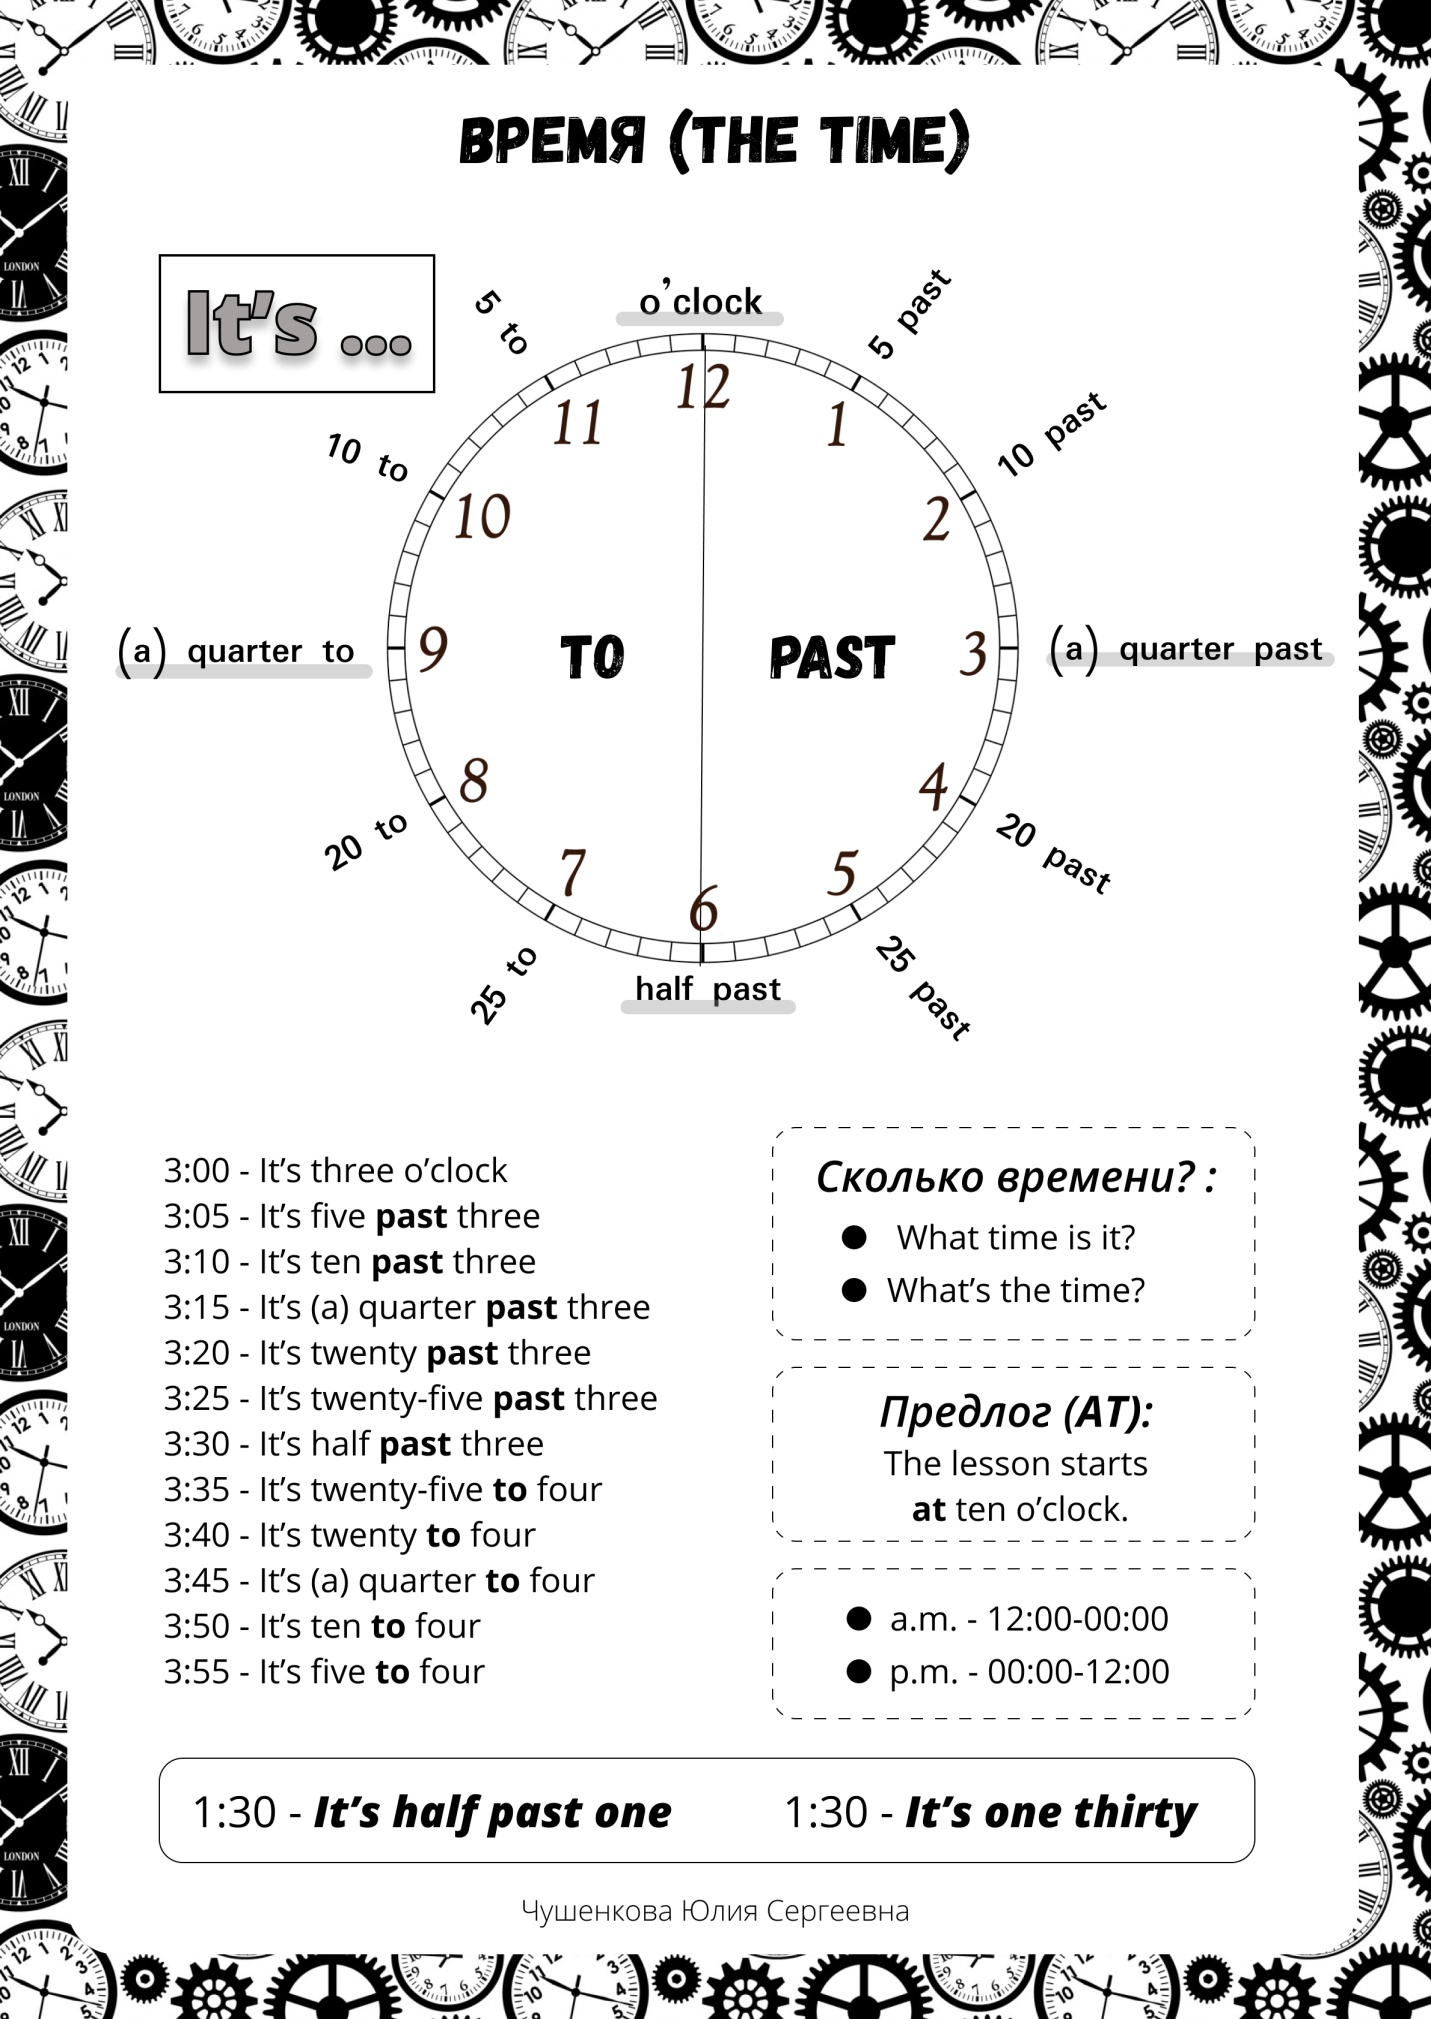 ВРЕМЯ (THE TIME)
It's ...
o'clock
5 past
10 past
(a) quarter past
20 past
25 past
half past
25 to
20 to
(a) quarter to
10 to
5 to
12
1
2
3
4
5
6
7
8
9
10
11
TO PAST
3:00 - It's three o'clock
3:05 - It's five past three
3:10 - It's ten past three
3:15 - It's (a) quarter past three
3:20 - It's twenty past three
3:25 - It's twenty-five past three
3:30 - It's half past three
3:35 - It's twenty-five to four
3:40 - It's twenty to four
3:45 - It's (a) quarter to four
3:50 - It's ten to four
3:55 - It's five to four
Сколько времени? :
● What time is it?
● What's the time?
Предлог (AT):
The lesson starts
at ten o'clock.
● a.m. - 12:00-00:00
● p.m. - 00:00-12:00
1:30 - It's half past one 1:30 - It's one thirty
Чушенкова Юлия Сергеевна